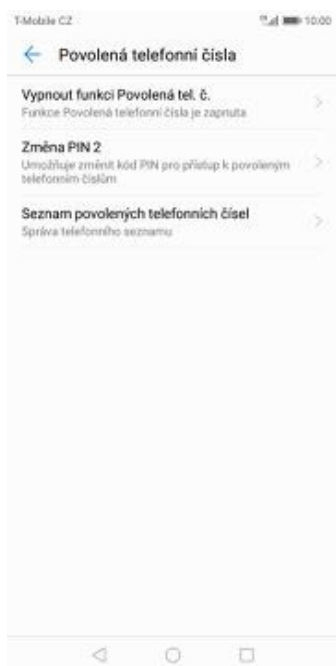 T-Mobile CZ
10:00
Povolená telefonní čísla
Vypnout funkci Povolená tel. č.
Funkce Povolená telefonní čísla je zapnuta
Změna PIN 2
Umožňuje změnit kód PIN pro přístup k povoleným
telefonním číslům
Seznam povolených telefonních čísel
Správa telefonního seznamu